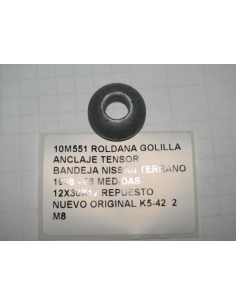 10M551 ROLDANA GOLILLA
ANCLAJE TENSOR
BANDEJA NISSAN TERRANO
MEDIDAS
12X30X12 REPUESTO
NUEVO ORIGINAL K5-42 2
M8